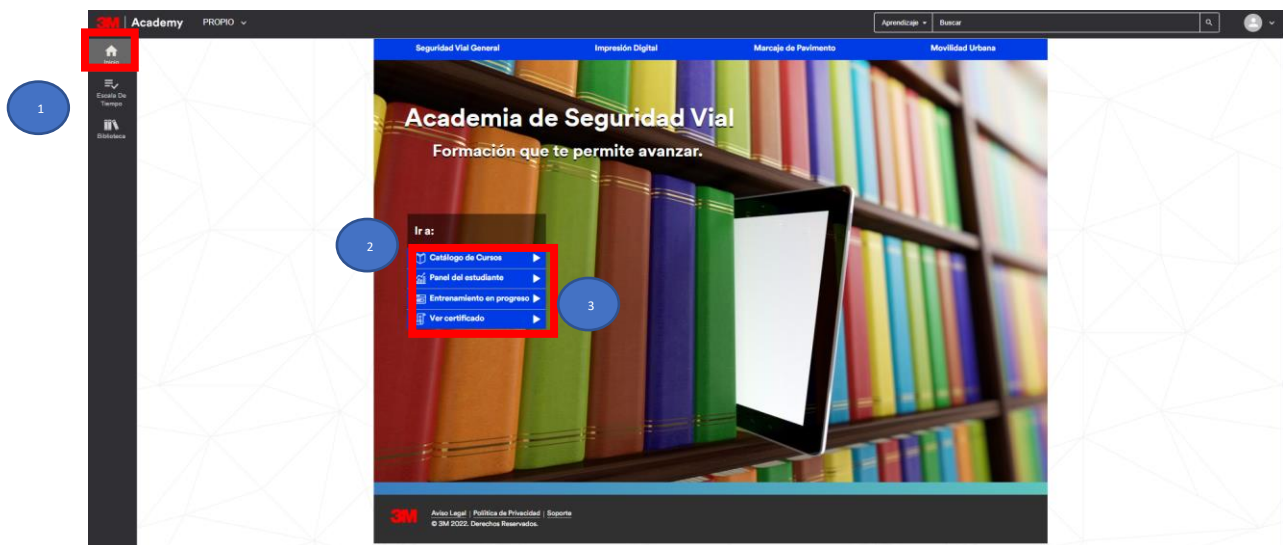 3M Academy PROPIO
Aprendizaje Buscar
Inicio
Escala De
Tiempo
Biblioteca
1
Seguridad Vial General Impresión Digital Marcaje de Pavimento Movilidad Urbana
Academia de Seguridad Vial
Formación que te permite avanzar.
2
Ir a:
Catálogo de Cursos
Panel del estudiante
Entrenamiento en progreso
Ver certificado
3
3M
Aviso Legal | Política de Privacidad | Soporte
© 3M 2022. Derechos Reservados.